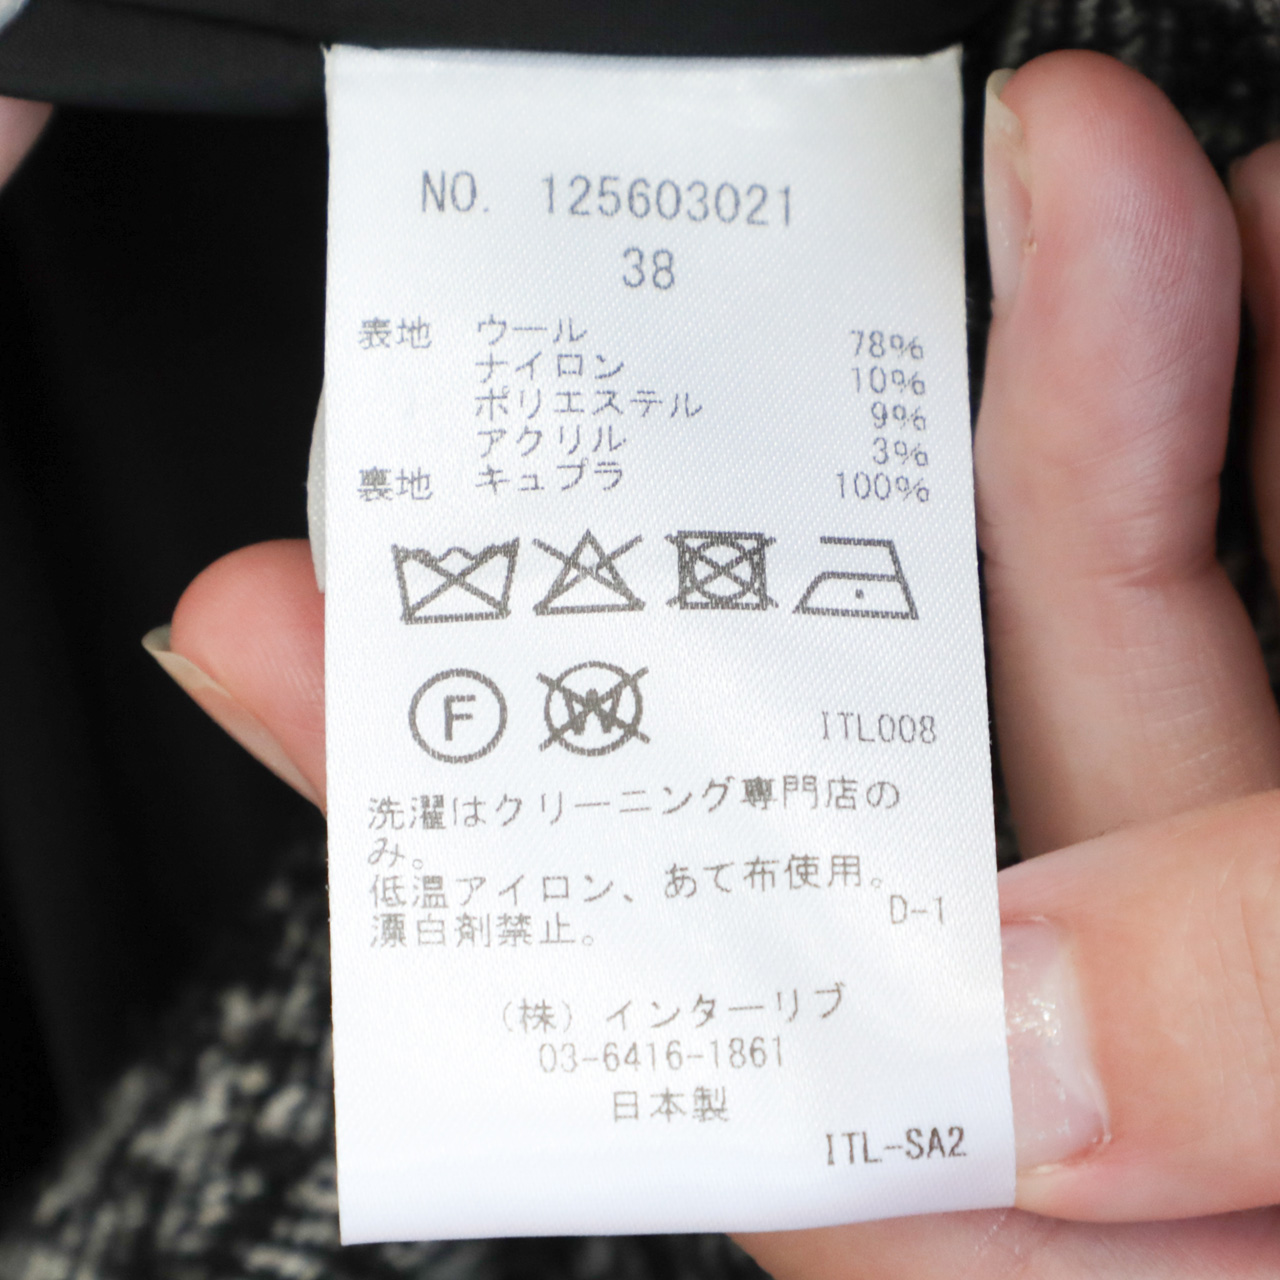 NO. 125603021
38
表地 ウール 78%
ナイロン 10%
ポリエステル 9%
アクリル 3%
裏地 キュプラ 100%
F W
ITL008
洗濯はクリーニング専門店の
み。
低温アイロン、あて布使用。
D-1
漂白剤禁止。
(株) インターリブ
03-6416-1861
日本製
ITL-SA2